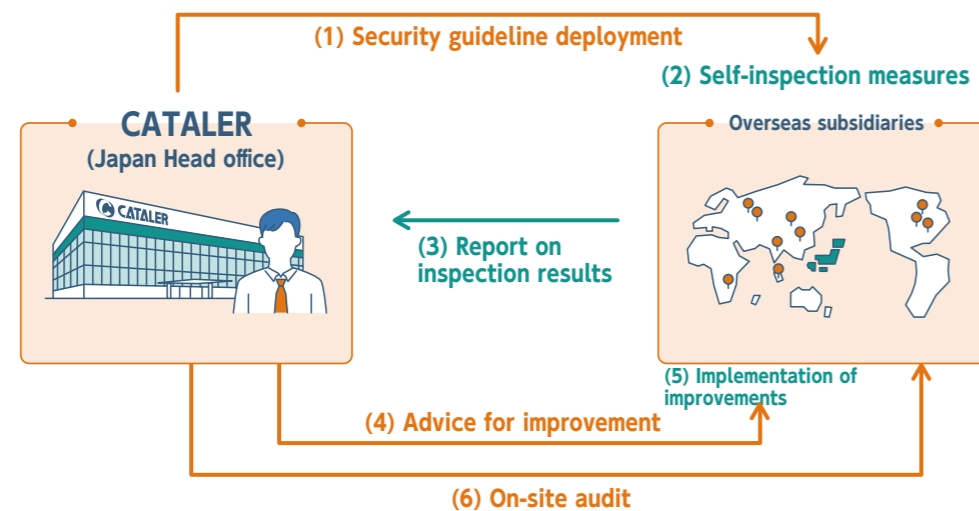 (1) Security guideline deployment
(2) Self-inspection measures
CATALER
(Japan Head office)
CATALER
Overseas subsidiaries
(3) Report on
inspection results
(5) Implementation of
improvements
(4) Advice for improvement
(6) On-site audit